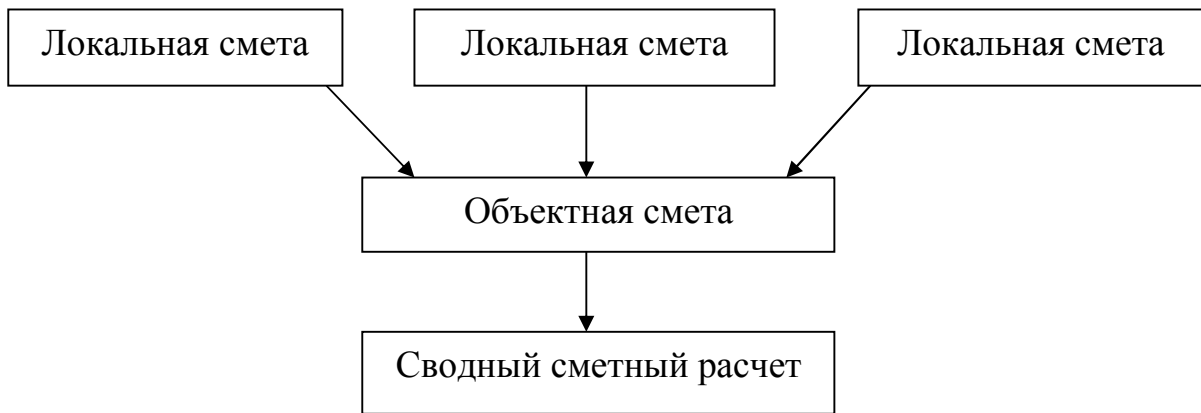 Локальная смета
Локальная смета
Локальная смета
Объектная смета
Сводный сметный расчет